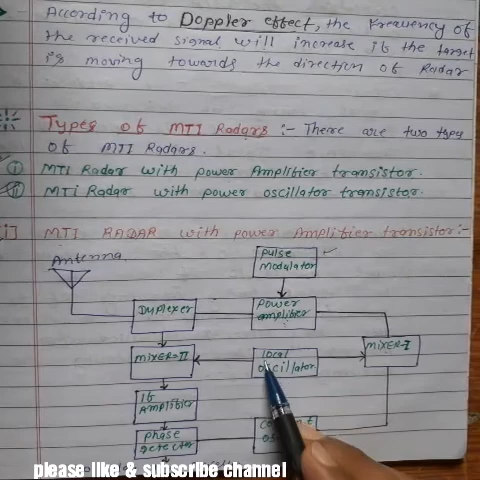 According to Doppler effect, the frequency of
the received signal will increase if the target
is moving towards the direction of Radar
Types of MTI Radars :- There are two type
of MTI Radars.
(i) MTI Radar with power Amplifier transistor.
(ii) MTI Radar with power oscillator transistor.
i] MTI RADAR with power Amplifier transistor:-
Antenna
pulse
modulator
Duplexer
power
amplifier
mixER-II
local
oscillator
mixER-I
If
Amplifier
phase
detector
please like & subscribe channel